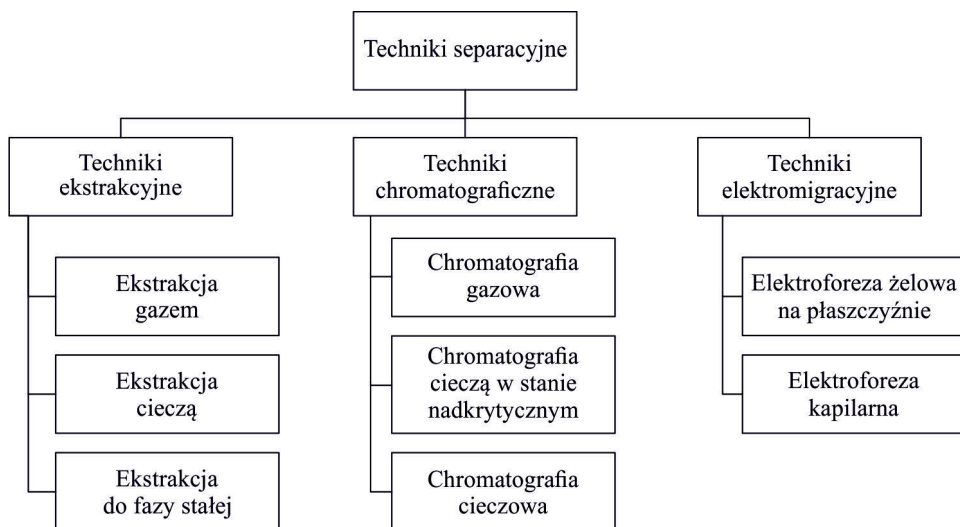 Techniki separacyjne
Techniki
ekstrakcyjne
Ekstrakcja
gazem
Ekstrakcja
cieczą
Ekstrakcja
do fazy stałej
Techniki
chromatograficzne
Chromatografia
gazowa
Chromatografia
cieczą w stanie
nadkrytycznym
Chromatografia
cieczowa
Techniki
elektromigracyjne
Elektroforeza żelowa
na płaszczyźnie
Elektroforeza
kapilarna